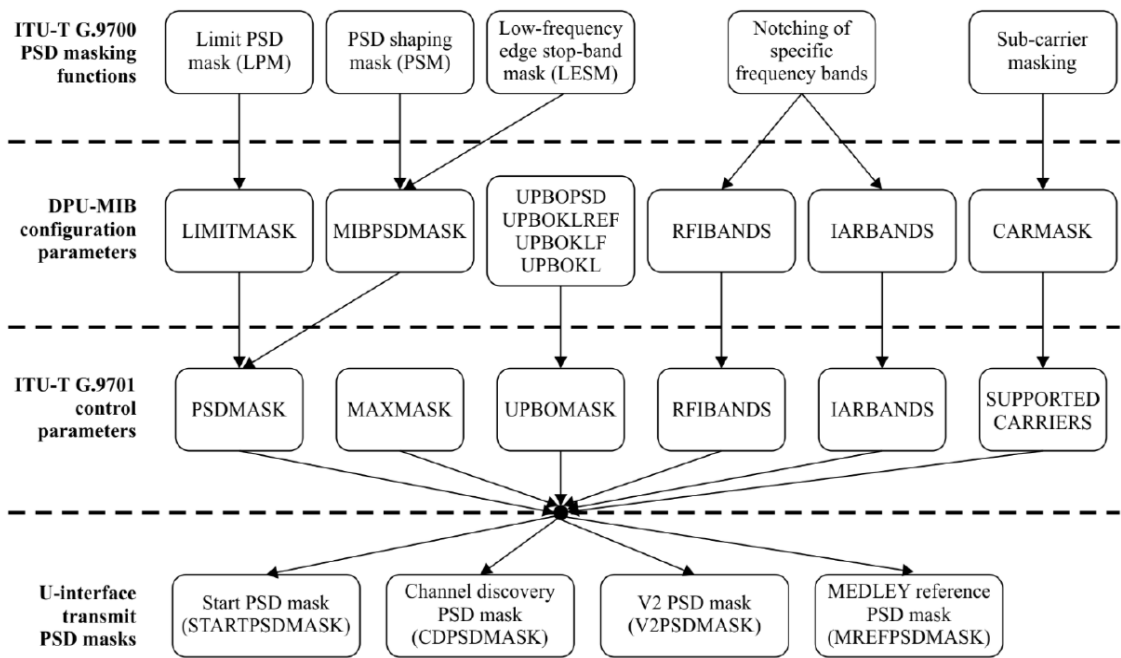 ITU-T G.9700
PSD masking
functions
Limit PSD
mask (LPM)
PSD shaping
mask (PSM)
Low-frequency
edge stop-band
mask (LESM)
Notching of
specific
frequency bands
Sub-carrier
masking
DPU-MIB
configuration
parameters
LIMITMASK
MIBPSDMASK
UPBOPSD
UPBOKLREF
UPBOKLF
UPBOKL
RFIBANDS
IARBANDS
CARMASK
ITU-T G.9701
control
parameters
PSDMASK
MAXMASK
UPBOMASK
RFIBANDS
IARBANDS
SUPPORTED
CARRIERS
U-interface
transmit
PSD masks
Start PSD mask
(STARTPSDMASK)
Channel discovery
PSD mask
(CDPSDMASK)
V2 PSD mask
(V2PSDMASK)
MEDLEY reference
PSD mask
(MREFPSDMASK)